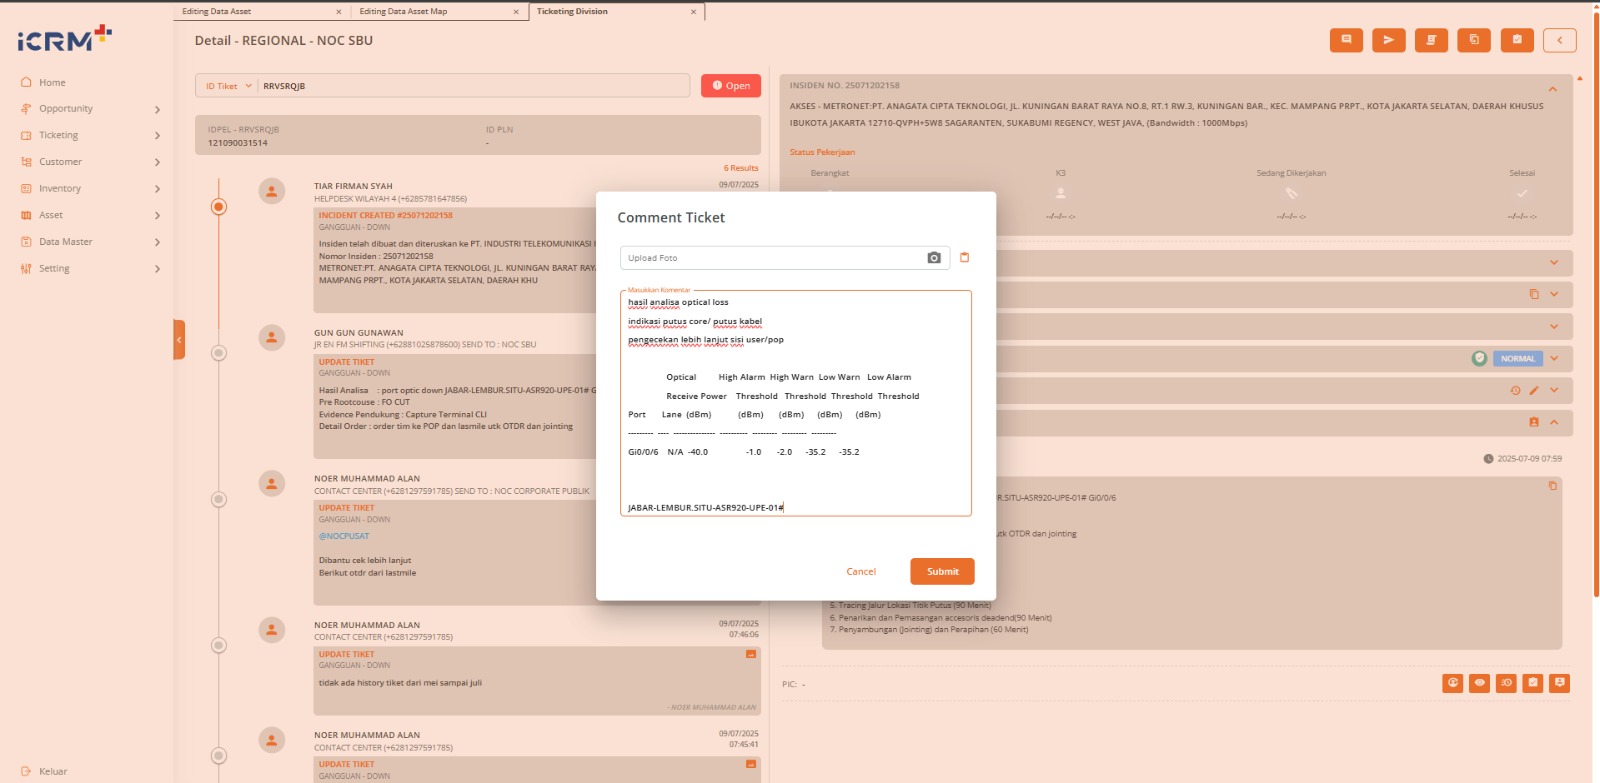 Editing Data Asset
Editing Data Asset Map
Ticketing Division
iCRM
Home
Opportunity
Ticketing
Customer
Inventory
Asset
Data Master
Setting
Keluar
Detail - REGIONAL - NOC SBU
ID Tiket
RRVSRQJB
Open
IDPEL - RRVSRQJB
121090031514
ID PLN
-
6 Results
TIAR FIRMAN SYAH
09/07/2025
HELPDESK WILAYAH 4 (+6285781647856)
INCIDENT CREATED #25071202158
GANGGUAN - DOWN
Insiden telah dibuat dan diteruskan ke PT. INDUSTRI TELEKOMUNIKASI
Nomor Insiden : 25071202158
METRONET:PT. ANAGATA CIPTA TEKNOLOGI, JL. KUNINGAN BARAT
MAMPANG PRPT., KOTA JAKARTA SELATAN, DAERAH KHU
GUN GUN GUNAWAN
JR EN FM SHIFTING (+62881025878600) SEND TO : NOC SBU
UPDATE TIKET
GANGGUAN - DOWN
Hasil Analisa : port optic down JABAR-LEMBUR.SITU-ASR920-UPE-01# G
Pre Rootcouse : FO CUT
Evidence Pendukung : Capture Terminal CLI
Detail Order : order tim ke POP dan lasmile utk OTDR dan jointing
NOER MUHAMMAD ALAN
CONTACT CENTER (+6281297591785) SEND TO : NOC CORPORATE PUBLIK
UPDATE TIKET
GANGGUAN - DOWN
@NOCPUSAT
Dibantu cek lebih lanjut
Berikut otdr dari lastmile
NOER MUHAMMAD ALAN
09/07/2025
CONTACT CENTER (+6281297591785)
07:46:06
UPDATE TIKET
GANGGUAN - DOWN
tidak ada history tiket dari mei sampai juli
- NOER MUHAMMAD ALAN
NOER MUHAMMAD ALAN
09/07/2025
CONTACT CENTER (+6281297591785)
07:45:41
UPDATE TIKET
GANGGUAN - DOWN
Comment Ticket
Upload Foto
Masukkan Komentar
hasil analisa optical loss
indikasi putus core/ putus kabel
pengecekan lebih lanjut sisi user/pop
Optical High Alarm High Warn Low Warn Low Alarm
Receive Power Threshold Threshold Threshold Threshold
Port Lane (dBm) (dBm) (dBm) (dBm) (dBm)
--------- ---- --------------- ---------- --------- --------- ---------
Gi0/0/6 N/A -40.0 -1.0 -2.0 -35.2 -35.2
JABAR-LEMBUR.SITU-ASR920-UPE-01#
Cancel
Submit
INSIDEN NO. 25071202158
AKSES - METRONET:PT. ANAGATA CIPTA TEKNOLOGI, JL. KUNINGAN BARAT RAYA NO.8, RT.1 RW.3, KUNINGAN BAR., KEC. MAMPANG PRPT., KOTA JAKARTA SELATAN, DAERAH KHUSUS
IBUKOTA JAKARTA 12710-QVPH+5W8 SAGARANTEN, SUKABUMI REGENCY, WEST JAVA, (Bandwidth : 1000Mbps)
Status Pekerjaan
Berangkat
K3
Sedang Dikerjakan
Selesai
--/--/-- -:-
--/--/-- -:-
--/--/-- -:-
NORMAL
2025-07-09 07:59
R.SITU-ASR920-UPE-01# Gi0/0/6
utk OTDR dan jointing
5. Tracing Jalur Lokasi Titik Putus (90 Menit)
6. Penarikan dan Pemasangan accesoris deadend(90 Menit)
7. Penyambungan (Jointing) dan Perapihan (60 Menit)
PIC: -